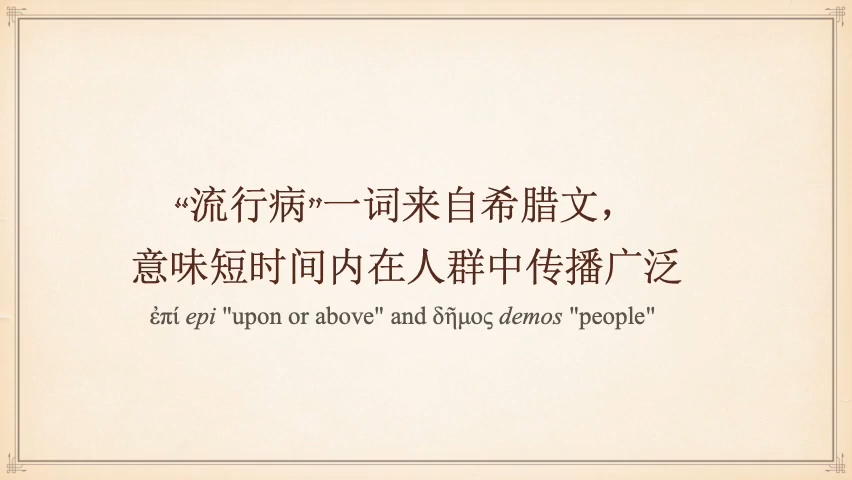 “流行病”一词来自希腊文，
意味短时间内在人群中传播广泛
ἐπί epi "upon or above" and δῆμος demos "people"